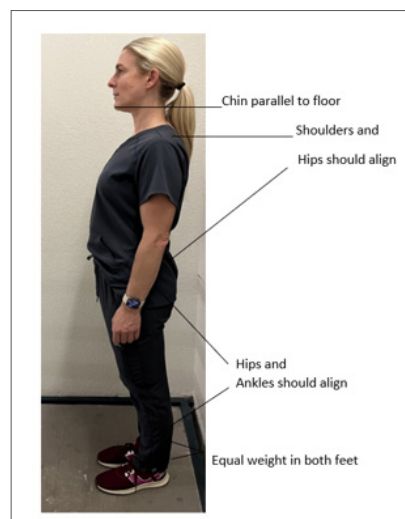 Chin parallel to floor
Shoulders and
Hips should align
Hips and
Ankles should align
Equal weight in both feet